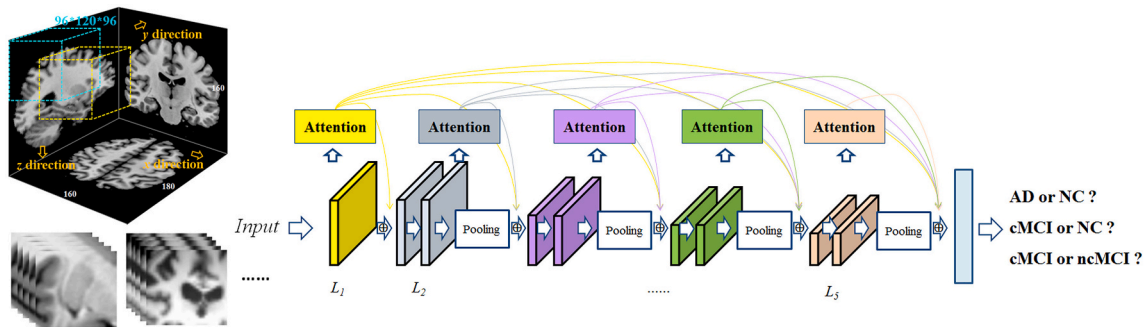 96*120*96
y direction
160
z direction
x direction
160
180
Attention
Attention
Attention
Attention
Attention
Input
Pooling
Pooling
Pooling
Pooling
AD or NC ?
cMCI or NC ?
cMCI or ncMCI ?
......
L1
L2
......
L5